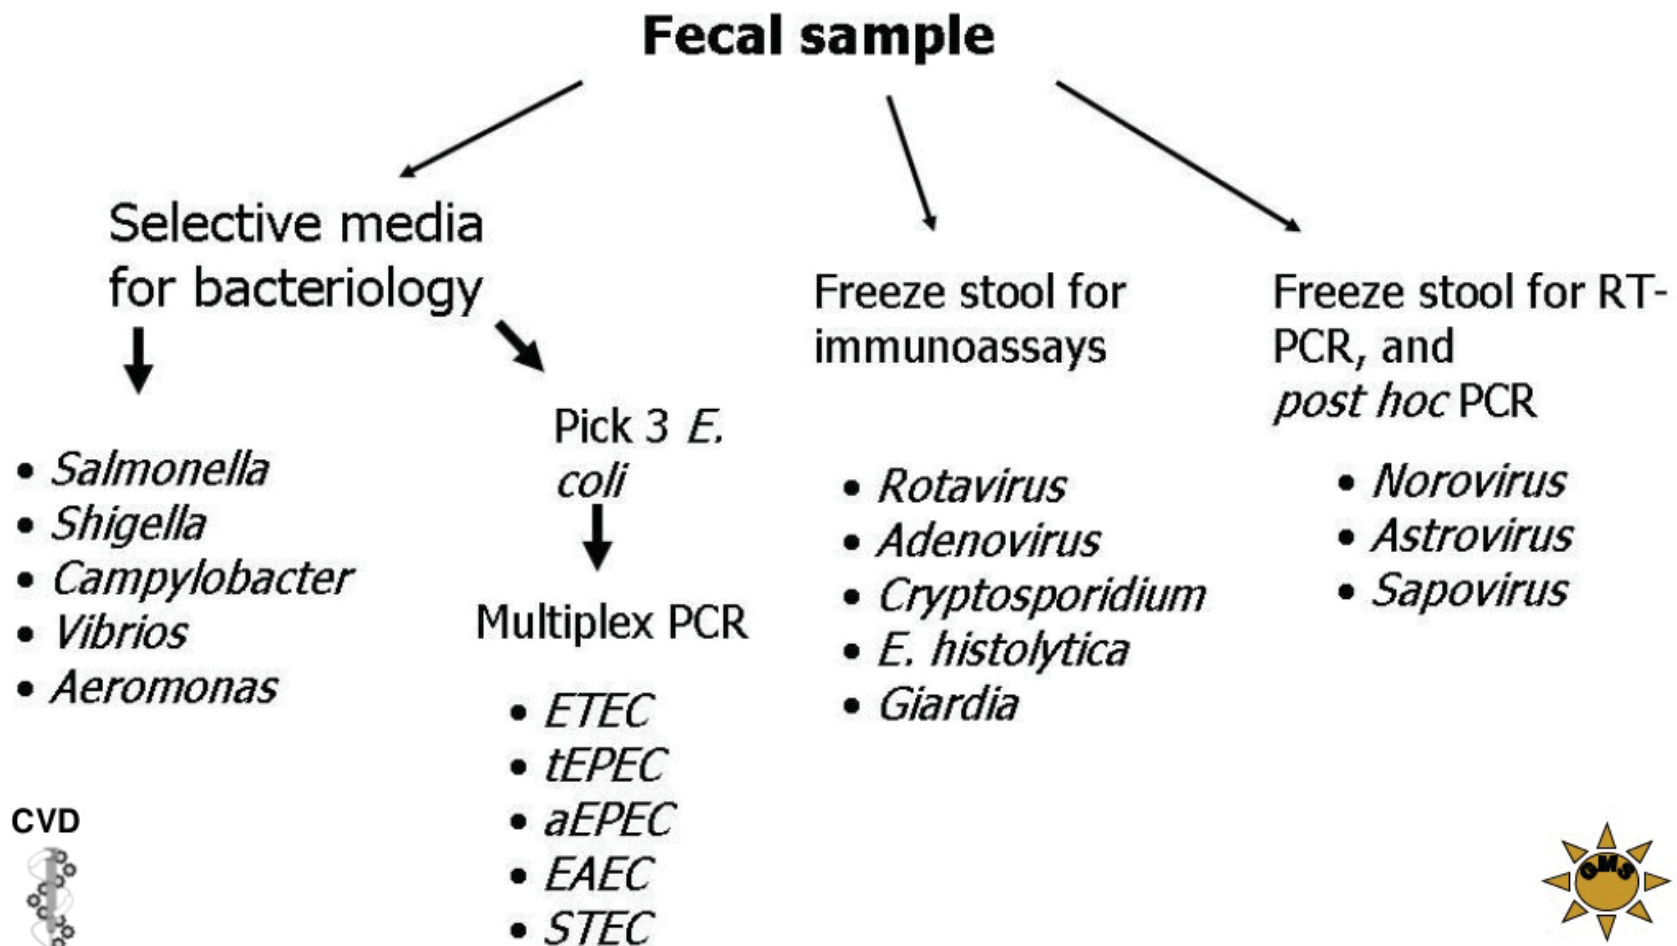 Fecal sample
Selective media
for bacteriology
• Salmonella
• Shigella
• Campylobacter
• Vibrios
• Aeromonas
Pick 3 E.
coli
Multiplex PCR
• ETEC
• tEPEC
• aEPEC
• EAEC
• STEC
Freeze stool for
immunoassays
• Rotavirus
• Adenovirus
• Cryptosporidium
• E. histolytica
• Giardia
Freeze stool for RT-
PCR, and
post hoc PCR
• Norovirus
• Astrovirus
• Sapovirus
CVD
GMS